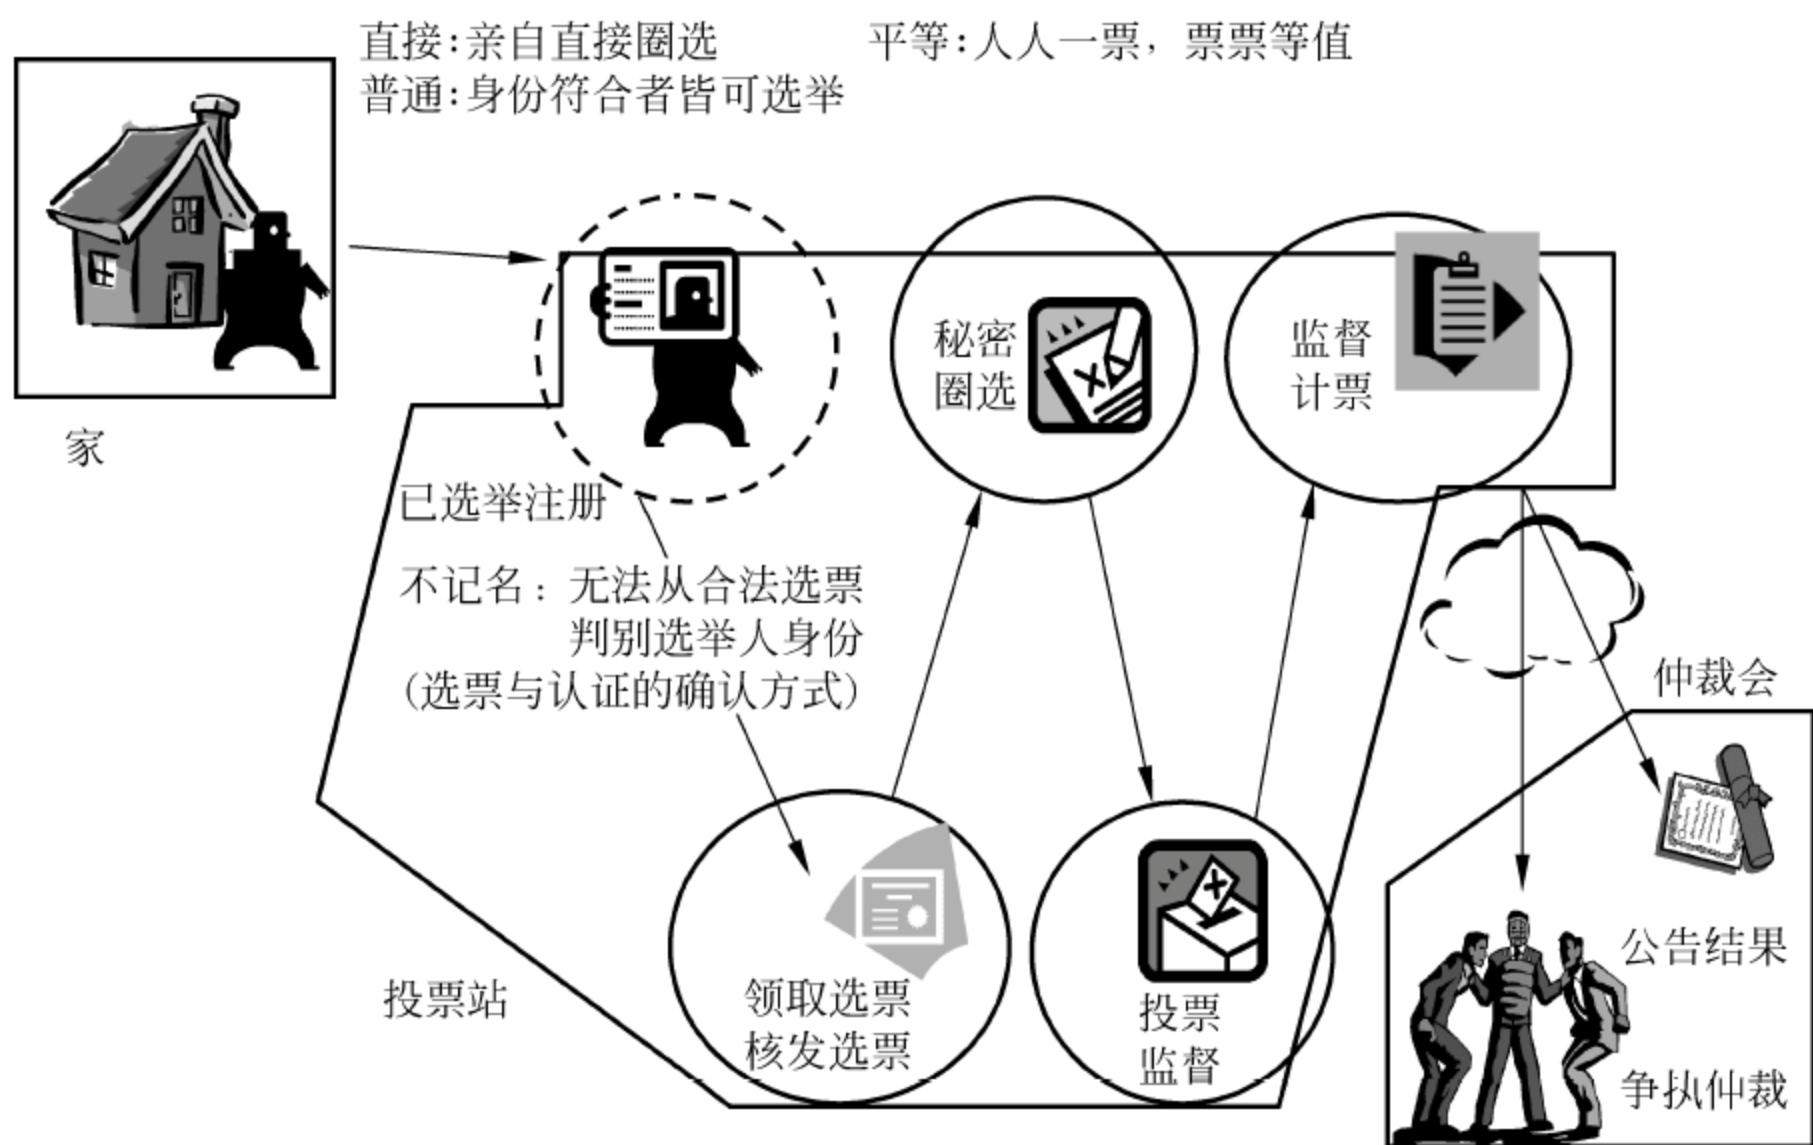 直接:亲自直接圈选
平等:人人一票，票票等值
普通:身份符合者皆可选举
家
秘密
圈选
监督
计票
已选举注册
不记名：无法从合法选票
判别选举人身份
(选票与认证的确认方式)
仲裁会
投票站
领取选票
核发选票
投票
监督
公告结果
争执仲裁